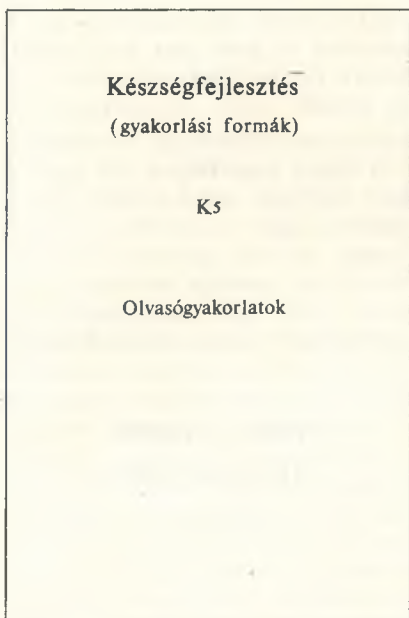 Készségfejlesztés
(gyakorlási formák)
K5
Olvasógyakorlatok